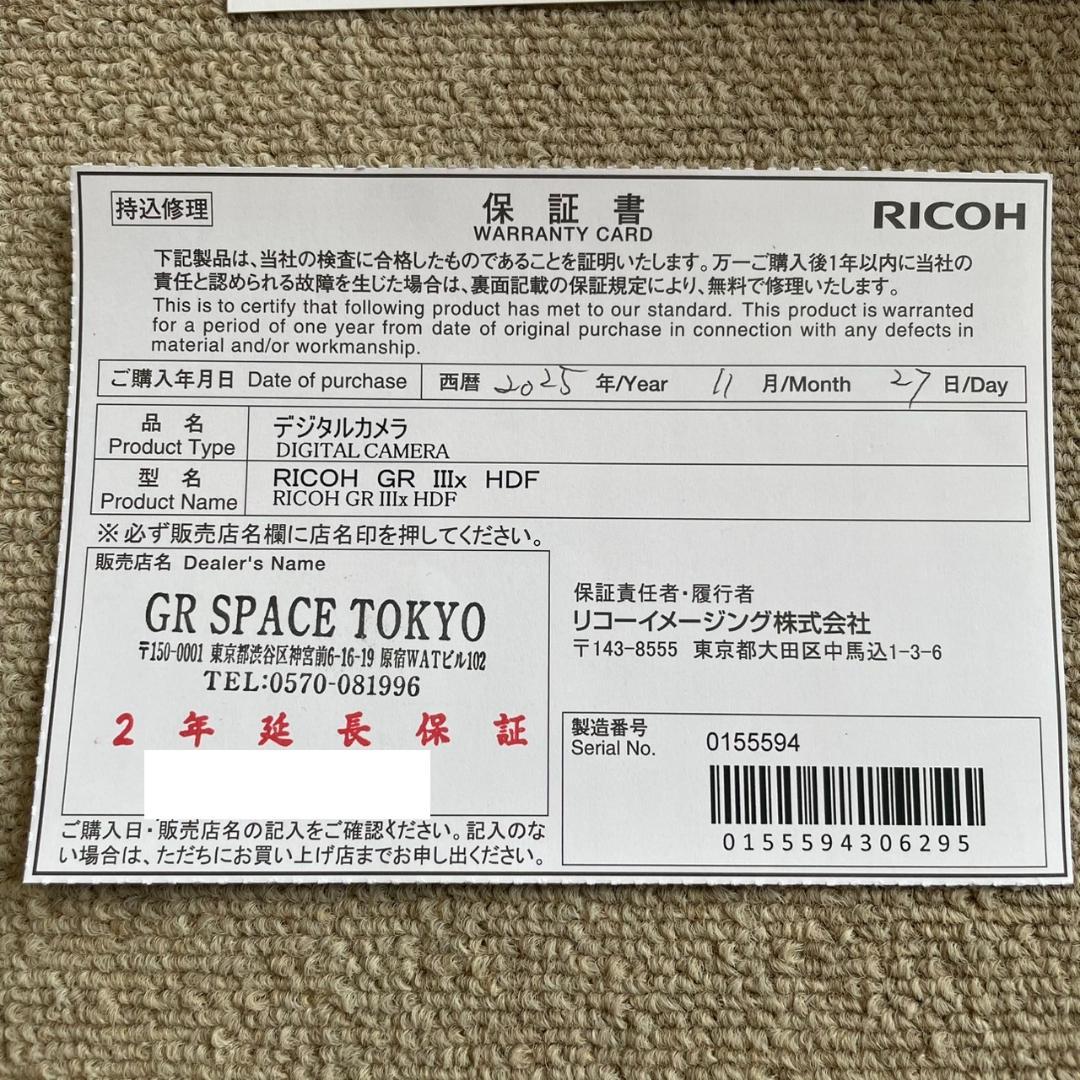 持込修理
保証書
WARRANTY CARD
RICOH
下記製品は、当社の検査に合格したものであることを証明いたします。万一ご購入後1年以内に当社の
責任と認められる故障を生じた場合は、裏面記載の保証規定により、無料で修理いたします。
This is to certify that following product has met to our standard. This product is warranted
for a period of one year from date of original purchase in connection with any defects in
material and/or workmanship.
ご購入年月日 Date of purchase 西暦 2025 年/Year 11 月/Month 27 日/Day
品 名 デジタルカメラ
Product Type DIGITAL CAMERA
型 名 RICOH GR IIIx HDF
Product Name RICOH GR IIIx HDF
※必ず販売店名欄に店名印を押してください。
販売店名 Dealer's Name
GR SPACE TOKYO
〒150-0001 東京都渋谷区神宮前6-16-19 原宿WATビル102
TEL:0570-081996
2年延長保証
ご購入日・販売店名の記入をご確認ください。記入のな
い場合は、ただちにお買い上げ店までお申し出ください。
保証責任者・履行者
リコーイメージング株式会社
〒143-8555 東京都大田区中馬込1-3-6
製造番号
Serial No. 0155594
0155594306295